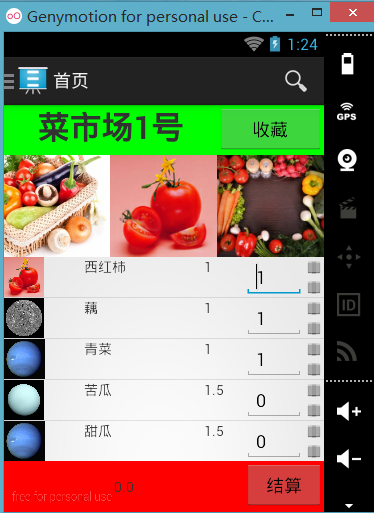 Genymotion for personal use - C...
1:24
首页
菜市场1号
收藏
GPS
西红柿 1 1
藕 1 1
青菜 1 1
苦瓜 1.5 0
甜瓜 1.5 0
ID
0.0
结算
free for personal use